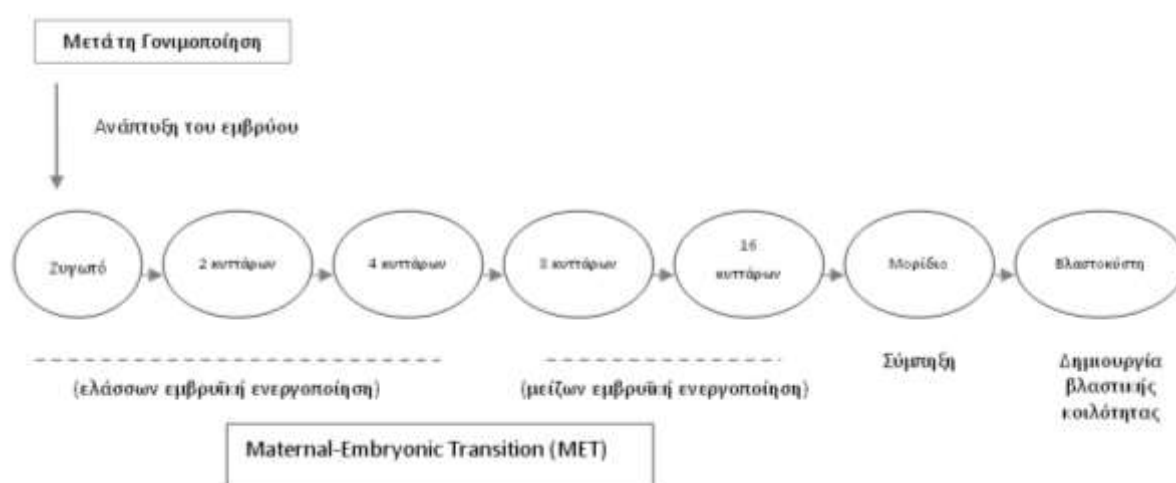 Μετά τη Γονιμοποίηση
Ανάπτυξη του εμβρύου
Ζυγωτό
2 κυττάρων
4 κυττάρων
8 κυττάρων
16
κυττάρων
Μορίδιο
Βλαστοκύστη
(ελάσσων εμβρυϊκή ενεργοποίηση)
(μείζων εμβρυϊκή ενεργοποίηση)
Σύμπηξη
Δημιουργία
βλαστικής
κοιλότητας
Maternal-Embryonic Transition (MET)